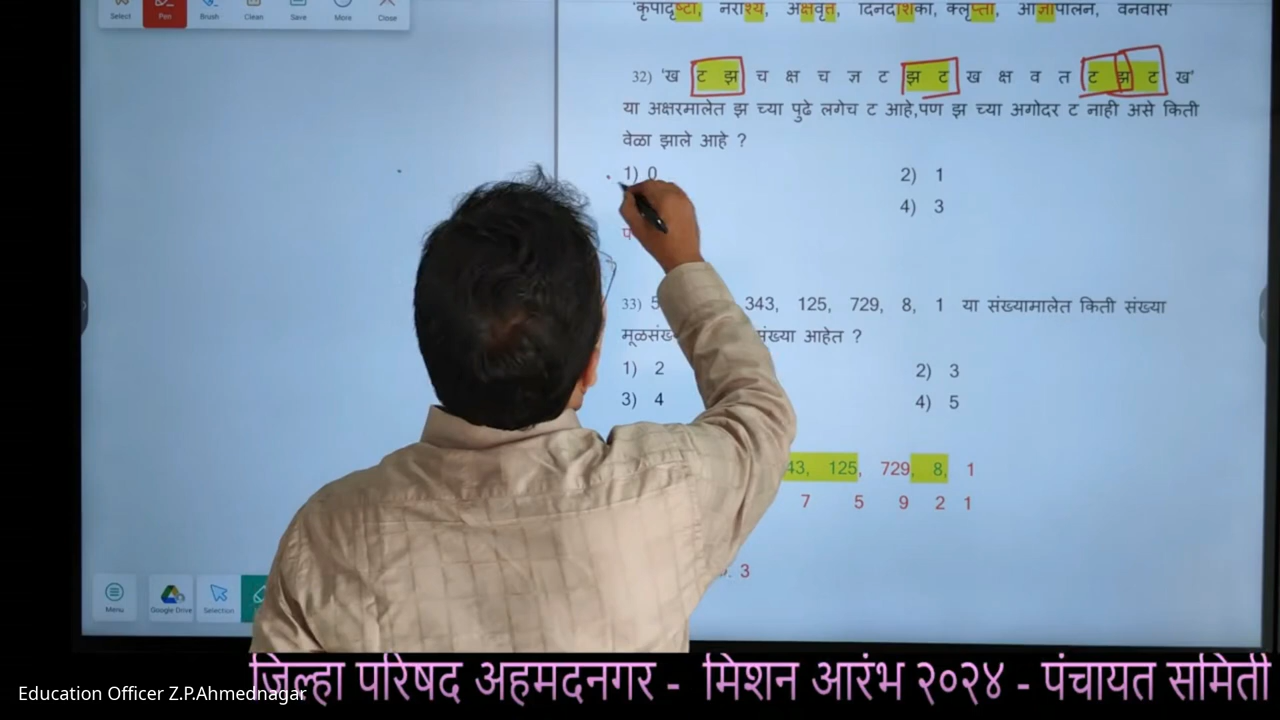 Select Pen Brush Clean Save More Close
'कृपादृष्टा, नराश्य, अक्षवृत्त, दिनदर्शिका, क्लृप्ता, आज्ञापालन, वनवास'
32) 'ख ट झ च क्ष च ज्ञ ट झ ट ख क्ष व त ट झ ट ख'
या अक्षरमालेत झ च्या पुढे लगेच ट आहे,पण झ च्या अगोदर ट नाही असे किती
वेळा झाले आहे ?
1) 0 2) 1
4) 3
33) 5 343, 125, 729, 8, 1 या संख्यामालेत किती संख्या
संख्या आहेत ?
1) 2 2) 3
3) 4 4) 5
43, 125, 729, 8, 1
7 5 9 2 1
3
Menu Google Drive Selection
जिल्हा परिषद अहमदनगर - मिशन आरंभ २०२४ - पंचायत समिती
Education Officer Z.P.Ahmednagar